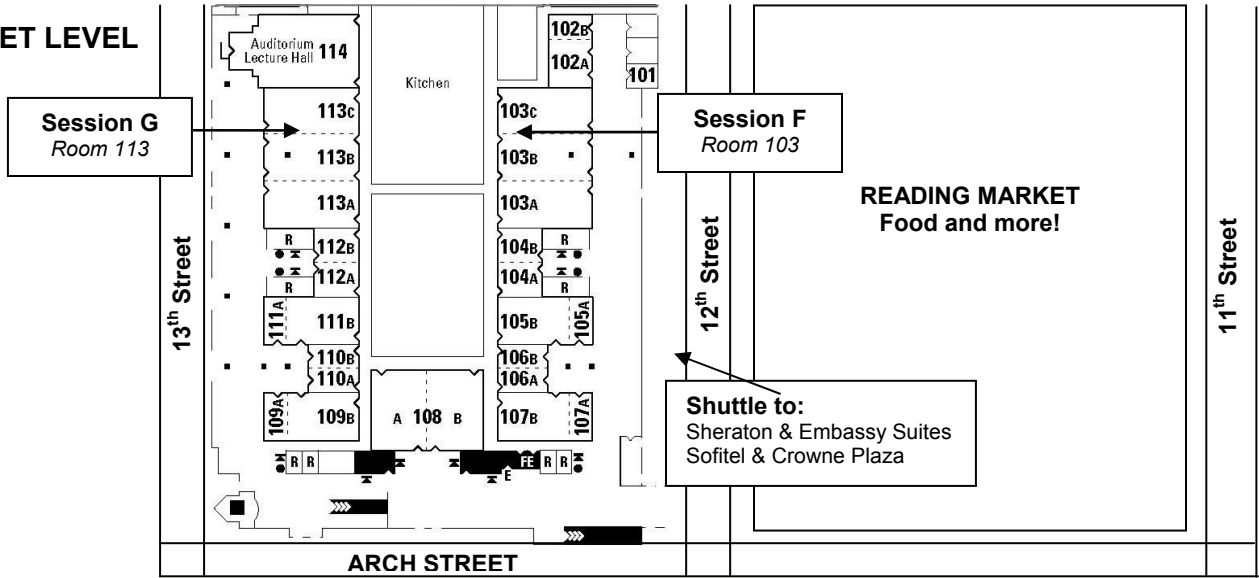 ET LEVEL
Auditorium
Lecture Hall 114
Kitchen
102B
102A
101
Session G
Room 113
113C
113B
113A
103C
103B
103A
Session F
Room 103
READING MARKET
Food and more!
R
112B
112A
R
104B
R
104A
R
111A
111B
105B
105A
110B
110A
106B
106A
109A
109B
A 108 B
107B
107A
R R
FE
R R
E
13th Street
12th Street
11th Street
Shuttle to:
Sheraton & Embassy Suites
Sofitel & Crowne Plaza
ARCH STREET